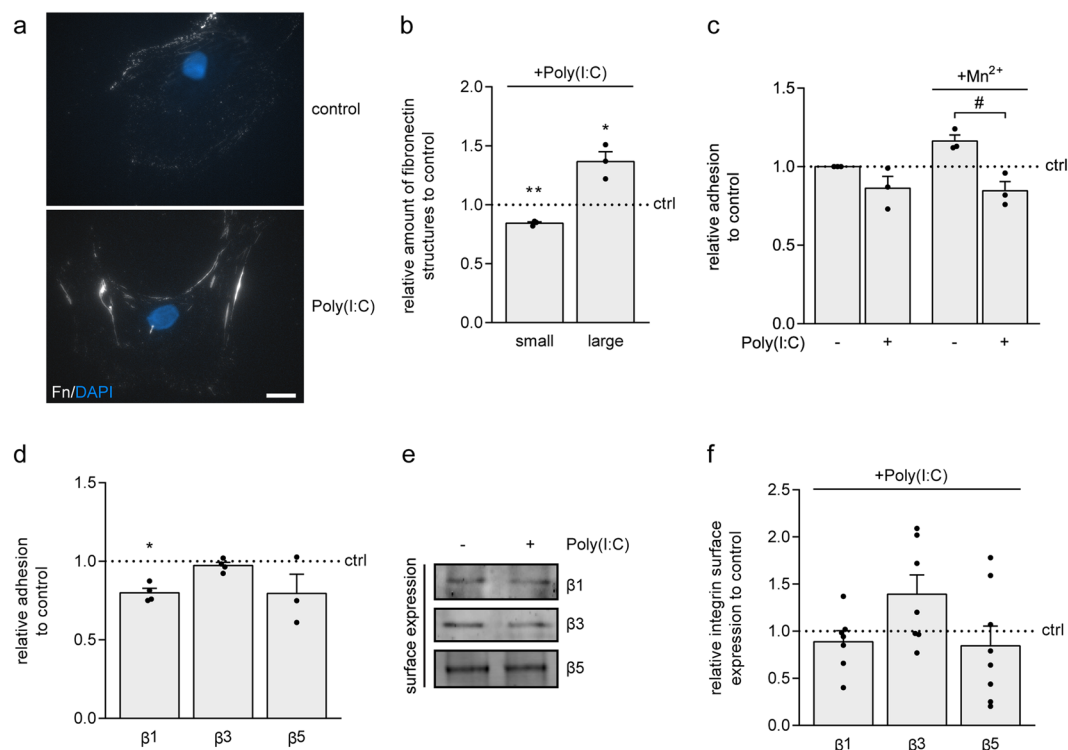 a
control
Poly(I:C)
Fn/DAPI
b
+Poly(I:C)
relative amount of fibronectin
structures to control
2.0
1.5
1.0
0.5
0.0
**
*
ctrl
small large
c
+Mn2+
#
relative adhesion
to control
1.5
1.0
0.5
0.0
ctrl
Poly(I:C) - + - +
d
relative adhesion
to control
1.5
1.0
0.5
0.0
*
ctrl
β1 β3 β5
e
- + Poly(I:C)
surface expression
β1
β3
β5
f
+Poly(I:C)
relative integrin surface
expression to control
2.5
2.0
1.5
1.0
0.5
0.0
ctrl
β1 β3 β5